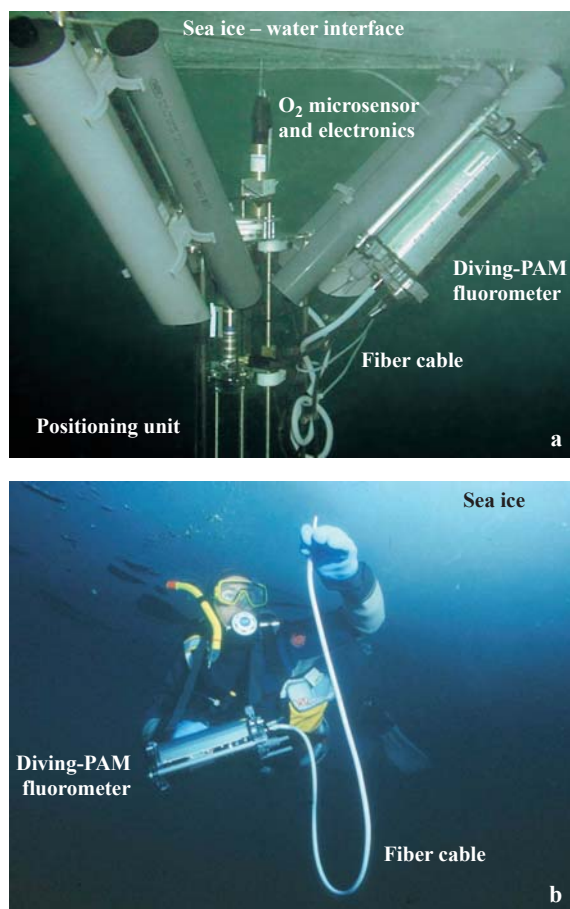 Sea ice – water interface
O₂ microsensor
and electronics
Diving-PAM
fluorometer
Fiber cable
Positioning unit
a
Sea ice
Diving-PAM
fluorometer
Fiber cable
b